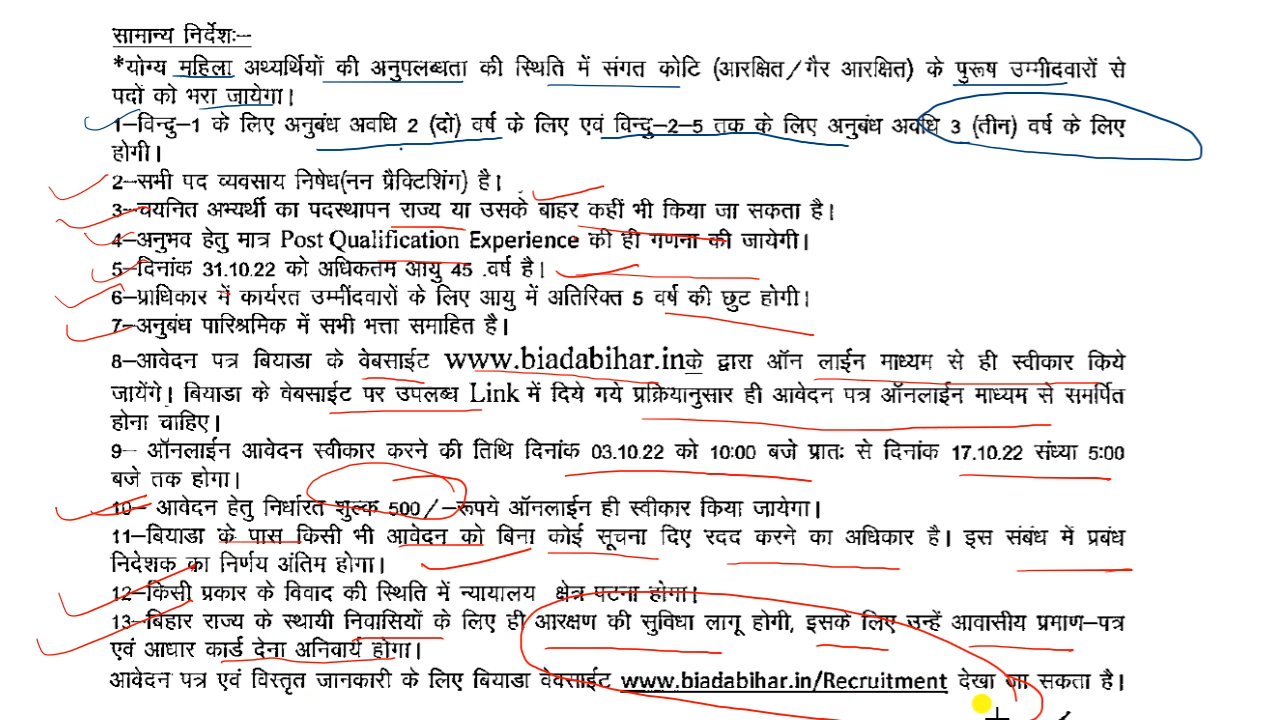 सामान्य निर्देशः–
*योग्य महिला अथ्यर्थियों की अनुपलब्धता की स्थिति में संगत कोटि (आरक्षित/गैर आरक्षित) के पुरूष उम्मीदवारों से
पदों को भरा जायेगा।
1–विन्दु–1 के लिए अनुबंध अवधि 2 (दो) वर्ष के लिए एवं विन्दु–2–5 तक के लिए अनुबंध अवधि 3 (तीन) वर्ष के लिए
होगी।
2–सभी पद व्यवसाय निषेध(नन प्रैक्टिशिंग) है।
3–चयनित अभ्यर्थी का पदस्थापन राज्य या उसके बाहर कहीं भी किया जा सकता है।
4–अनुभव हेतु मात्र Post Qualification Experience की ही गणना की जायेगी।
5–दिनांक 31.10.22 को अधिकतम आयु 45 .वर्ष है।
6–प्राधिकार में कार्यरत उम्मींदवारों के लिए आयु में अतिरिक्त 5 वर्ष की छुट होगी।
7–अनुबंध पारिश्रमिक में सभी भत्ता समाहित है।
8–आवेदन पत्र बियाडा के वेबसाईट www.biadabihar.inके द्वारा ऑन लाईन माध्यम से ही स्वीकार किये
जायेंगे। बियाडा के वेबसाईट पर उपलब्ध Link में दिये गये प्रक्रियानुसार ही आवेदन पत्र ऑनलाईन माध्यम से समर्पित
होना चाहिए।
9– ऑनलाईन आवेदन स्वीकार करने की तिथि दिनांक 03.10.22 को 10:00 बजे प्रातः से दिनांक 17.10.22 संध्या 5:00
बजे तक होगा।
10– आवेदन हेतु निर्धारित शुल्क 500/–रूपये ऑनलाईन ही स्वीकार किया जायेगा।
11–बियाडा के पास किसी भी आवेदन को बिना कोई सूचना दिए रदद करने का अधिकार है। इस संबंध में प्रबंध
निदेशक का निर्णय अंतिम होगा।
12–किसी प्रकार के विवाद की स्थिति में न्यायालय क्षेत्र पटना होगा।
13–बिहार राज्य के स्थायी निवासियों के लिए ही आरक्षण की सुविधा लागू होगी, इसके लिए उन्हें आवासीय प्रमाण–पत्र
एवं आधार कार्ड देना अनिवार्य होगा।
आवेदन पत्र एवं विस्तृत जानकारी के लिए बियाडा वेवसाईट www.biadabihar.in/Recruitment देखा जा सकता है।